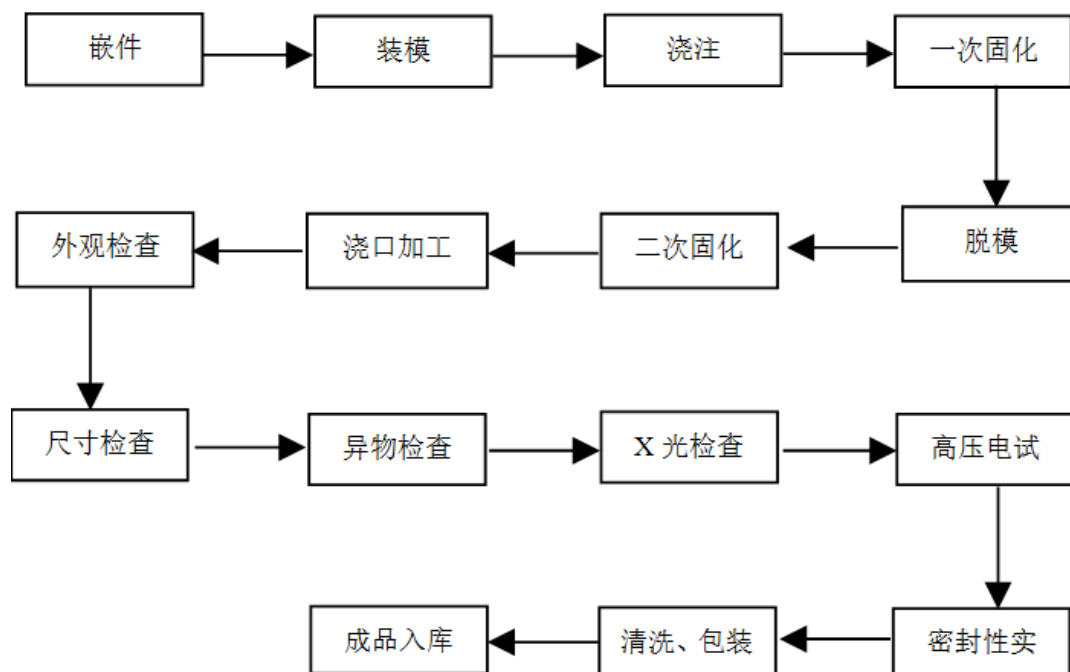 嵌件
装模
浇注
一次固化
脱模
二次固化
浇口加工
外观检查
尺寸检查
异物检查
X 光检查
高压电试
密封性实
清洗、包装
成品入库